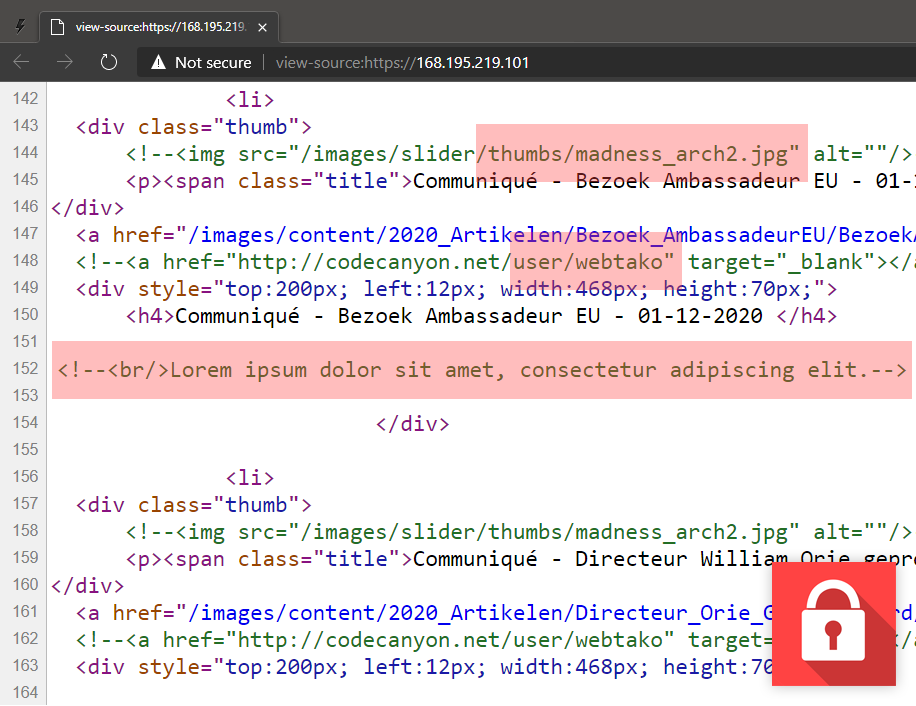 view-source:https://168.195.219.
Not secure view-source:https://168.195.219.101
142 <li>
143 <div class="thumb">
144 <!--<img src="/images/slider/thumbs/madness_arch2.jpg" alt=""/>
145 <p><span class="title">Communiqué - Bezoek Ambassadeur EU - 01-1
146 </div>
147 <a href="/images/content/2020_Artikelen/Bezoek_AmbassadeurEU/Bezoek
148 <!--<a href="http://codecanyon.net/user/webtako" target="_blank"></a
149 <div style="top:200px; left:12px; width:468px; height:70px;">
150 <h4>Communiqué - Bezoek Ambassadeur EU - 01-12-2020 </h4>
151
152 <!--<br/>Lorem ipsum dolor sit amet, consectetur adipiscing elit.-->
153
154 </div>
155
156 <li>
157 <div class="thumb">
158 <!--<img src="/images/slider/thumbs/madness_arch2.jpg" alt=""/>
159 <p><span class="title">Communiqué - Directeur William Orie gepr
160 </div>
161 <a href="/images/content/2020_Artikelen/Directeur_Orie_G
162 <!--<a href="http://codecanyon.net/user/webtako" target=
163 <div style="top:200px; left:12px; width:468px; height:70
164